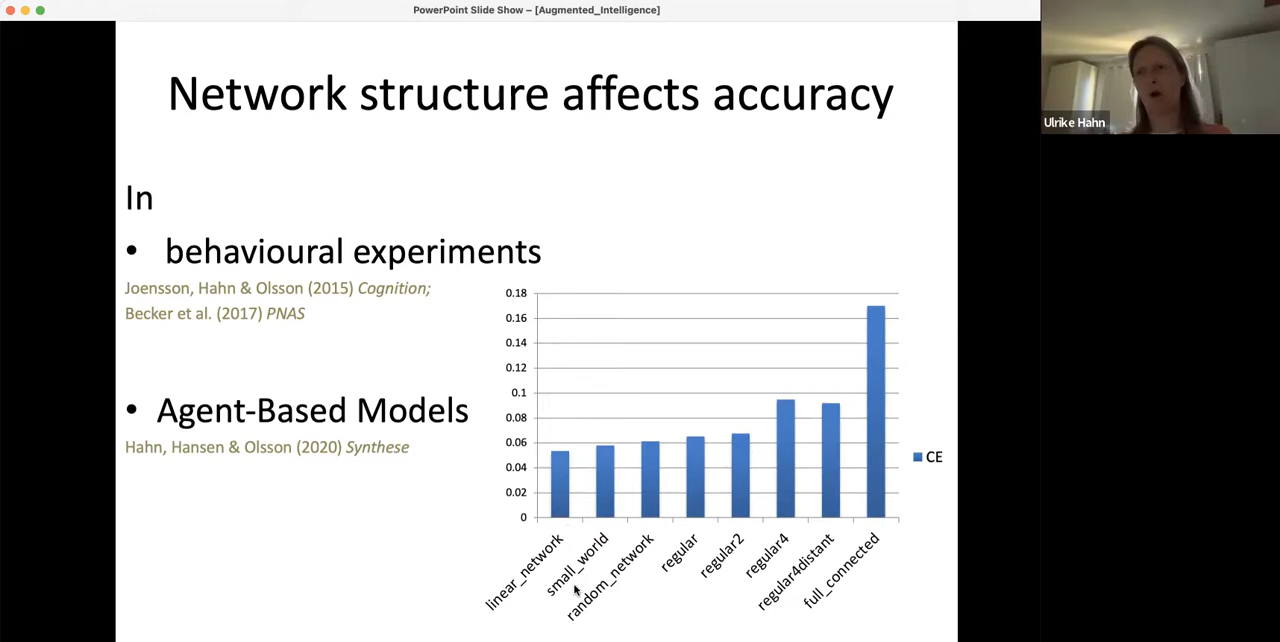 PowerPoint Slide Show – [Augmented_Intelligence]
Ulrike Hahn
Network structure affects accuracy
In
• behavioural experiments
Joensson, Hahn & Olsson (2015) Cognition;
Becker et al. (2017) PNAS
• Agent-Based Models
Hahn, Hansen & Olsson (2020) Synthese
0.18
0.16
0.14
0.12
0.1
0.08
0.06
0.04
0.02
0
linear_network
small_world
random_network
regular
regular2
regular4
regular4distant
full_connected
CE